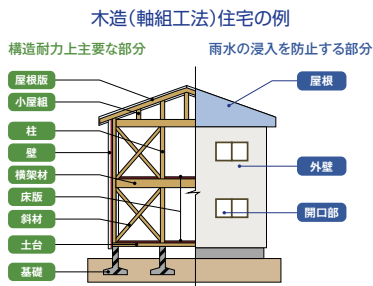 木造(軸組工法)住宅の例
構造耐力上主要な部分
雨水の浸入を防止する部分
屋根版
小屋組
柱
壁
横架材
床版
斜材
土台
基礎
屋根
外壁
開口部